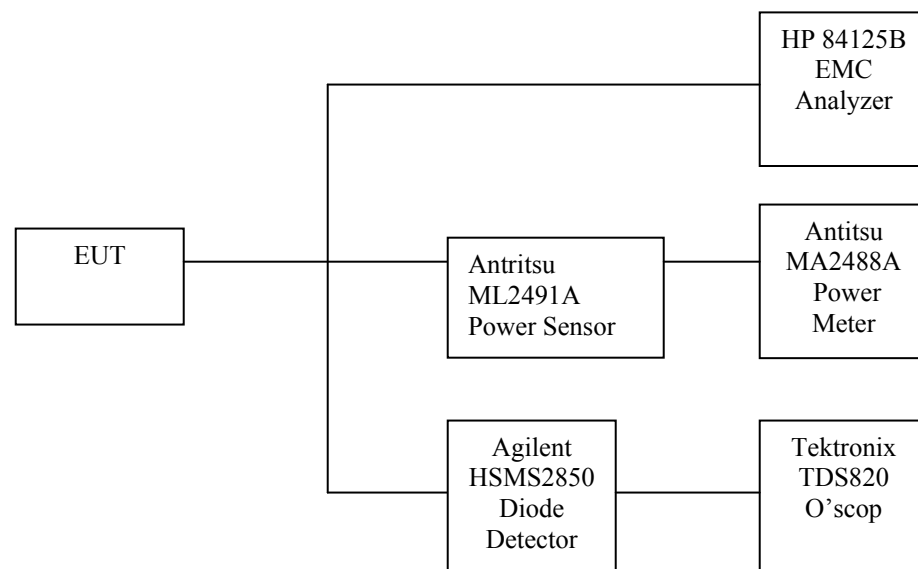 HP 84125B
EMC
Analyzer
EUT
Antritsu
ML2491A
Power Sensor
Antitsu
MA2488A
Power
Meter
Agilent
HSMS2850
Diode
Detector
Tektronix
TDS820
O’scop